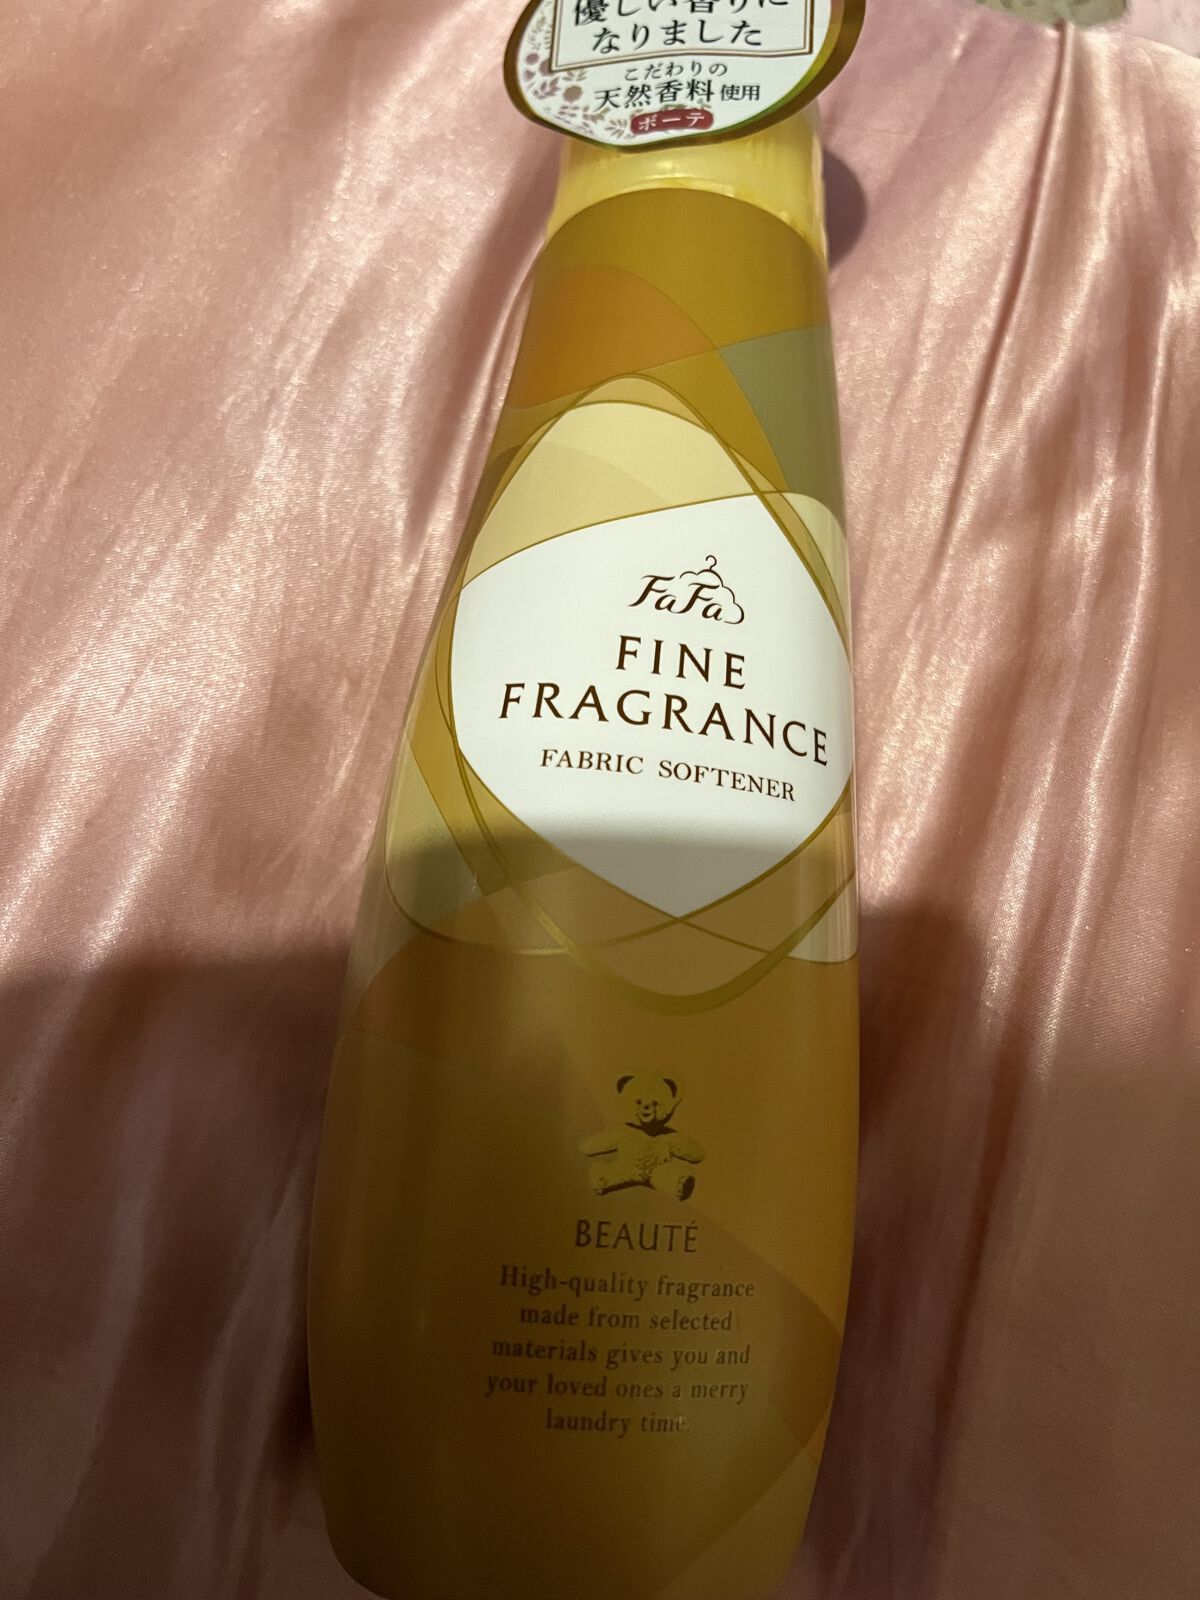 優しい香りに
なりました
こだわりの
天然香料使用
ボーテ
FaFa
FINE
FRAGRANCE
FABRIC SOFTENER
BEAUTÉ
High-quality fragrance
made from selected
materials gives you and
your loved ones a merry
laundry time.